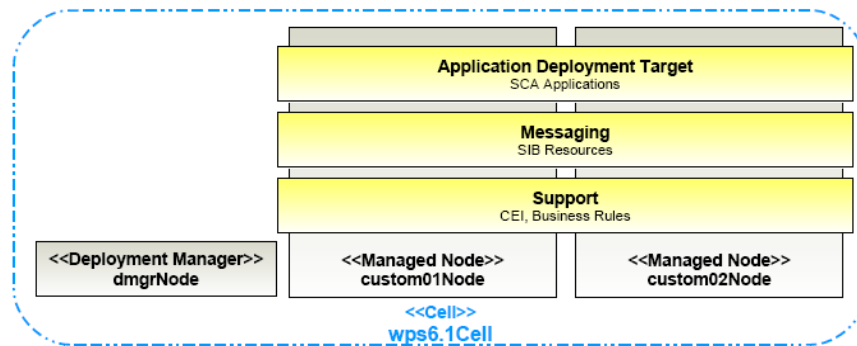 Application Deployment Target
SCA Applications
Messaging
SIB Resources
Support
CEI, Business Rules
<<Deployment Manager>>
dmgrNode
<<Managed Node>>
custom01Node
<<Managed Node>>
custom02Node
<<Cell>>
wps6.1Cell